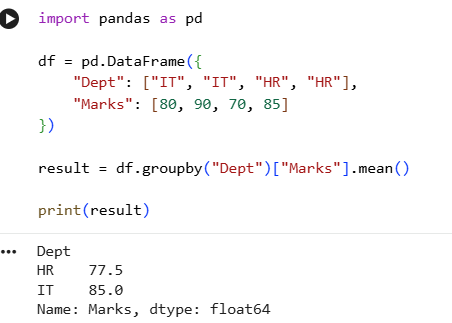 import pandas as pd
df = pd.DataFrame({
    "Dept": ["IT", "IT", "HR", "HR"],
    "Marks": [80, 90, 70, 85]
})
result = df.groupby("Dept")["Marks"].mean()
print(result)
Dept
HR    77.5
IT    85.0
Name: Marks, dtype: float64